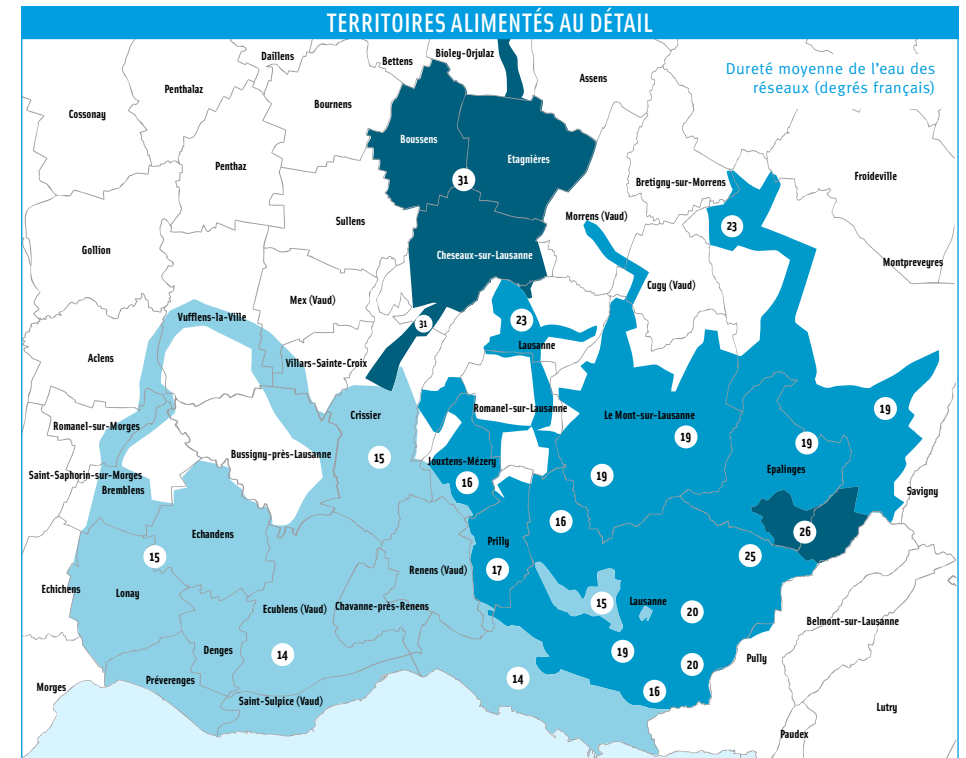 TERRITOIRES ALIMENTÉS AU DÉTAIL
Dureté moyenne de l'eau des
réseaux (degrés français)
Daillens
Bettens
Bioley-Orjulaz
Assens
Penthalaz
Bournens
Cossonay
Boussens
Etagnières
Penthaz
31
Bretigny-sur-Morrens
Froideville
Sullens
Morrens (Vaud)
23
Gollion
Cheseaux-sur-Lausanne
Montpreveyres
Mex (Vaud)
Cugy (Vaud)
Vufflens-la-Ville
31
23
Lausanne
Aclens
Villars-Sainte-Croix
Crissier
Romanel-sur-Lausanne
Le Mont-sur-Lausanne
19
Romanel-sur-Morges
19
19
Bussigny-près-Lausanne
15
Jouxtens-Mézery
Epalinges
Saint-Saphorin-sur-Morges
16
19
Bremblens
Savigny
Echandens
16
26
Prilly
15
25
17
Renens (Vaud)
Echichens
Lonay
Ecublens (Vaud)
Chavanne-près-Renens
15
Lausanne
20
Belmont-sur-Lausanne
Denges
14
19
20
Pully
Préverenges
14
16
Morges
Saint-Sulpice (Vaud)
Lutry
Paudex